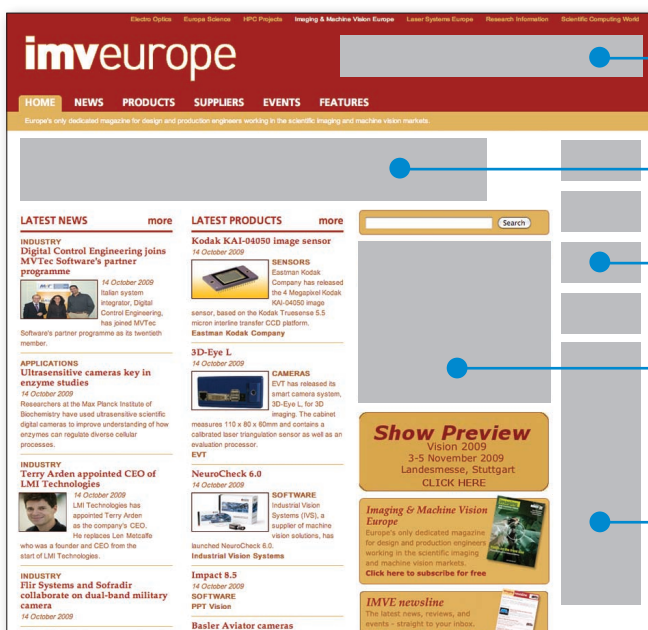 Electro Optics Europa Science HPC Projects Imaging & Machine Vision Europe Laser Systems Europe Research Information Scientific Computing World
imveurope
HOME NEWS PRODUCTS SUPPLIERS EVENTS FEATURES
Europe's only dedicated magazine for design and production engineers working in the scientific imaging and machine vision markets.
LATEST NEWS more
INDUSTRY
Digital Control Engineering joins
MVTec Software's partner
programme
14 October 2009
Italian system
integrator, Digital
Control Engineering,
has joined MVTec
Software's partner programme as its twentieth
member.
APPLICATIONS
Ultrasensitive cameras key in
enzyme studies
14 October 2009
Researchers at the Max Planck Institute of
Biochemistry have used ultrasensitive scientific
digital cameras to improve understanding of how
enzymes can regulate diverse cellular
processes.
INDUSTRY
Terry Arden appointed CEO of
LMI Technologies
14 October 2009
LMI Technologies has
appointed Terry Arden
as the company's CEO.
He replaces Len Metcalfe
who was a founder and CEO from the
start of LMI Technologies.
INDUSTRY
Flir Systems and Sofradir
collaborate on dual-band military
camera
14 October 2009
LATEST PRODUCTS more
Kodak KAI-04050 image sensor
14 October 2009
SENSORS
Eastman Kodak
Company has released
the 4 Megapixel Kodak
KAI-04050 image
sensor, based on the Kodak Truesense 5.5
micron interline transfer CCD platform.
Eastman Kodak Company
3D-Eye L
14 October 2009
CAMERAS
EVT has released its
smart camera system,
3D-Eye L, for 3D
imaging. The cabinet
measures 110 x 80 x 60mm and contains a
calibrated laser triangulation sensor as well as an
evaluation processor.
EVT
NeuroCheck 6.0
14 October 2009
SOFTWARE
Industrial Vision
Systems (IVS), a
supplier of machine
vision solutions, has
launched NeuroCheck 6.0.
Industrial Vision Systems
Impact 8.5
14 October 2009
SOFTWARE
PPT Vision
Basler Aviator cameras
Search
Show Preview
Vision 2009
3-5 November 2009
Landesmesse, Stuttgart
CLICK HERE
Imaging & Machine Vision
Europe
Europe's only dedicated magazine
for design and production engineers
working in the scientific imaging
and machine vision markets.
Click here to subscribe for free
IMVE newsline
The latest news, reviews, and
events - straight to your inbox.